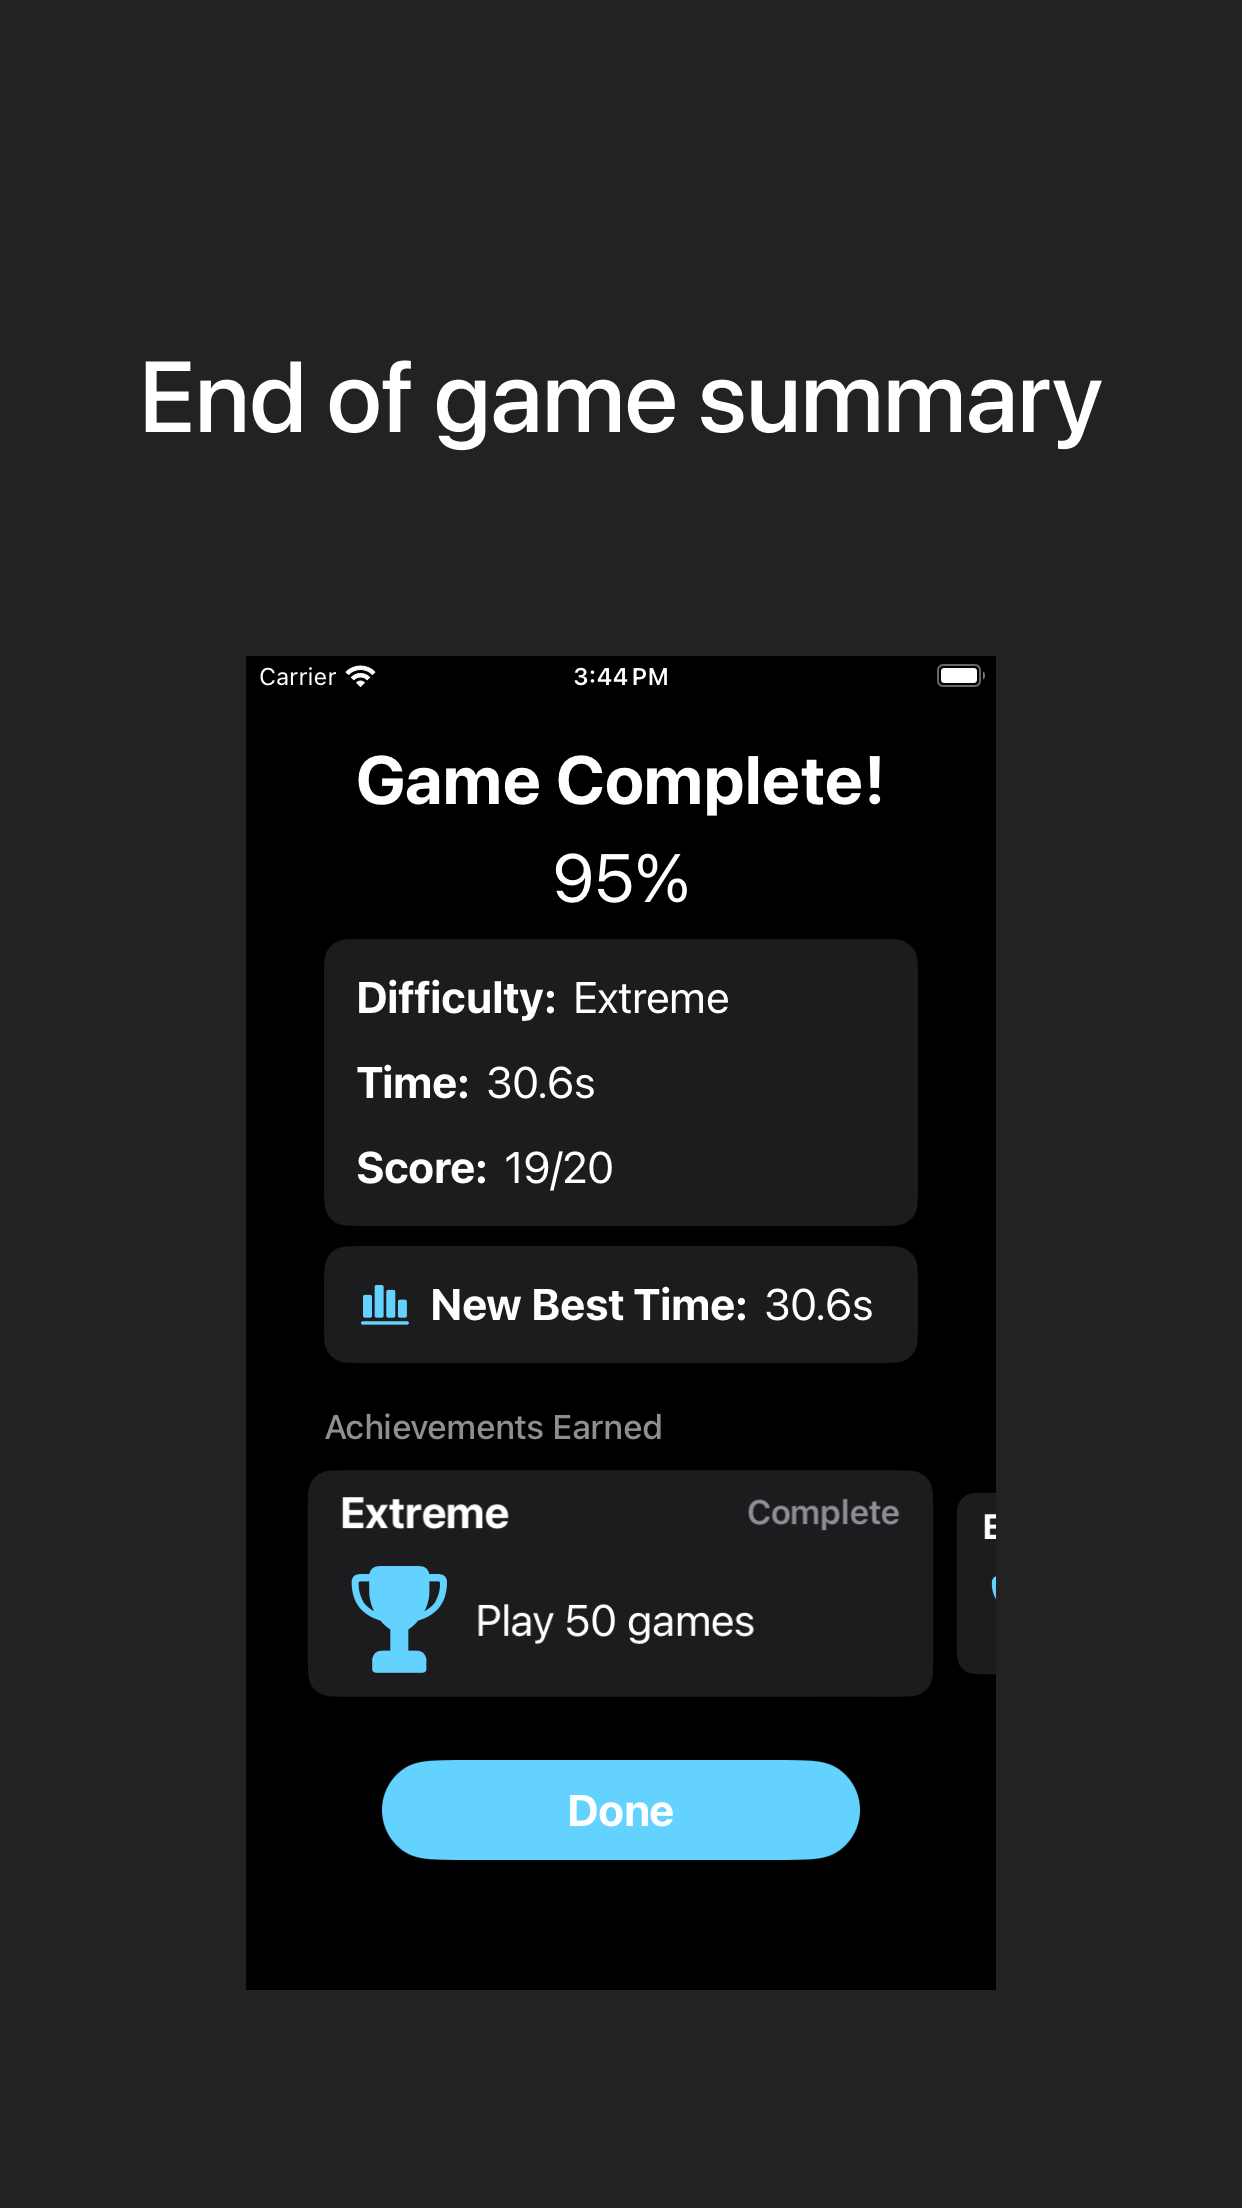 End of game summary
Carrier 3:44 PM
Game Complete!
95%
Difficulty: Extreme
Time: 30.6s
Score: 19/20
New Best Time: 30.6s
Achievements Earned
Extreme Complete
Play 50 games
Done